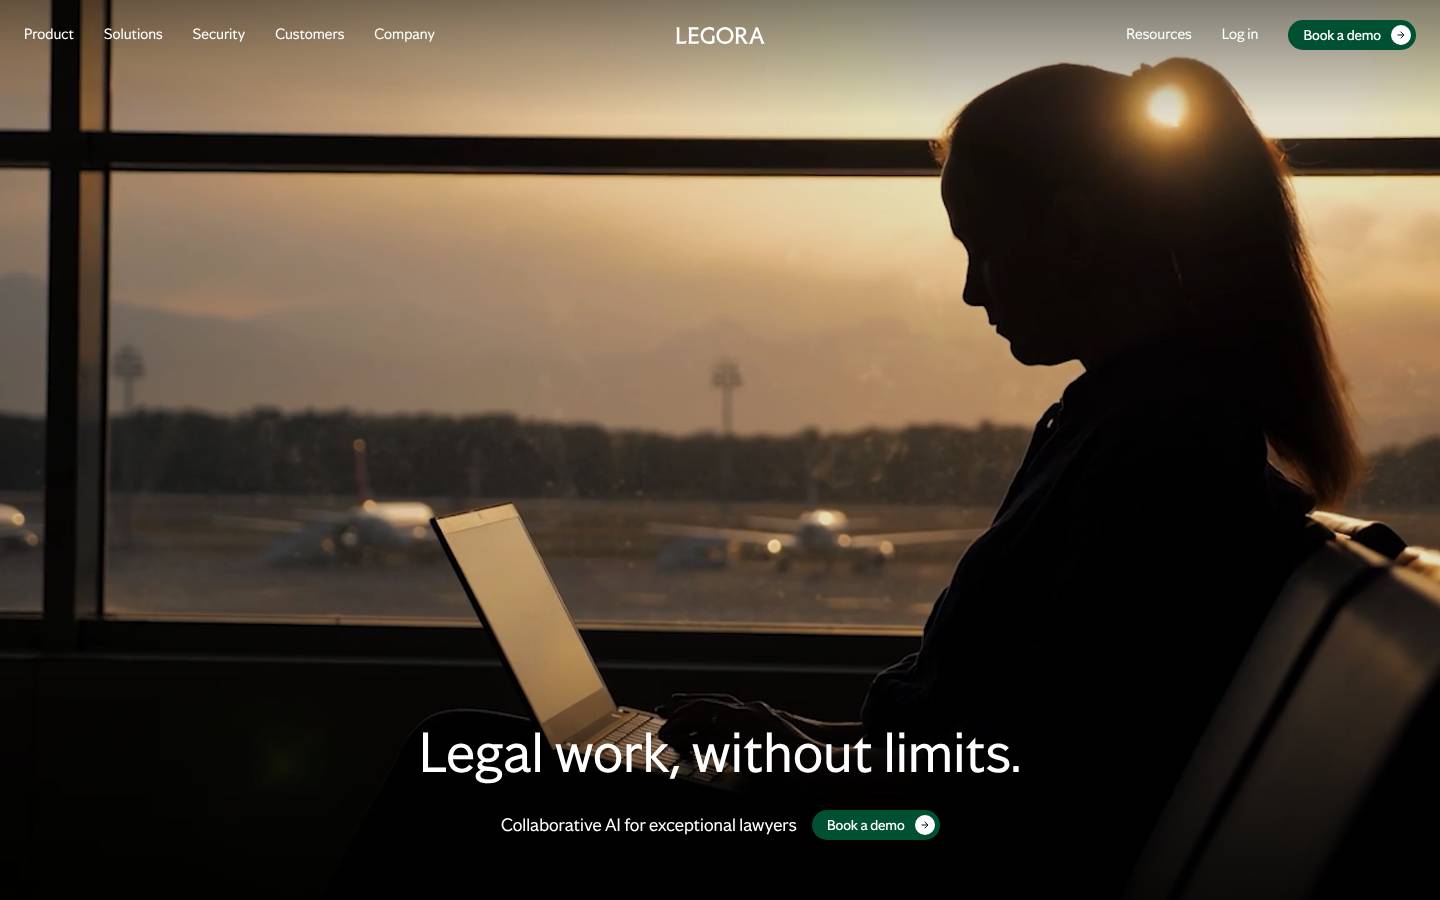 Product
Solutions
Security
Customers
Company
LEGORA
Resources
Log in
Book a demo
Legal work, without limits.
Collaborative AI for exceptional lawyers
Book a demo